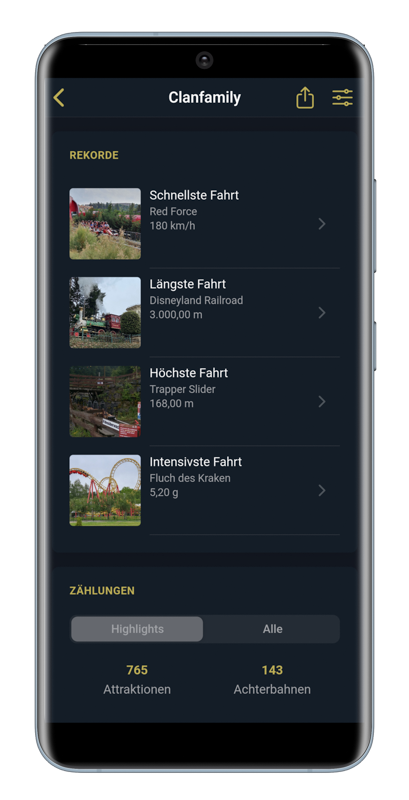 Clanfamily
REKORDE
Schnellste Fahrt
Red Force
180 km/h
Längste Fahrt
Disneyland Railroad
3.000,00 m
Höchste Fahrt
Trapper Slider
168,00 m
Intensivste Fahrt
Fluch des Kraken
5,20 g
ZÄHLUNGEN
Highlights
Alle
765
143
Attraktionen
Achterbahnen